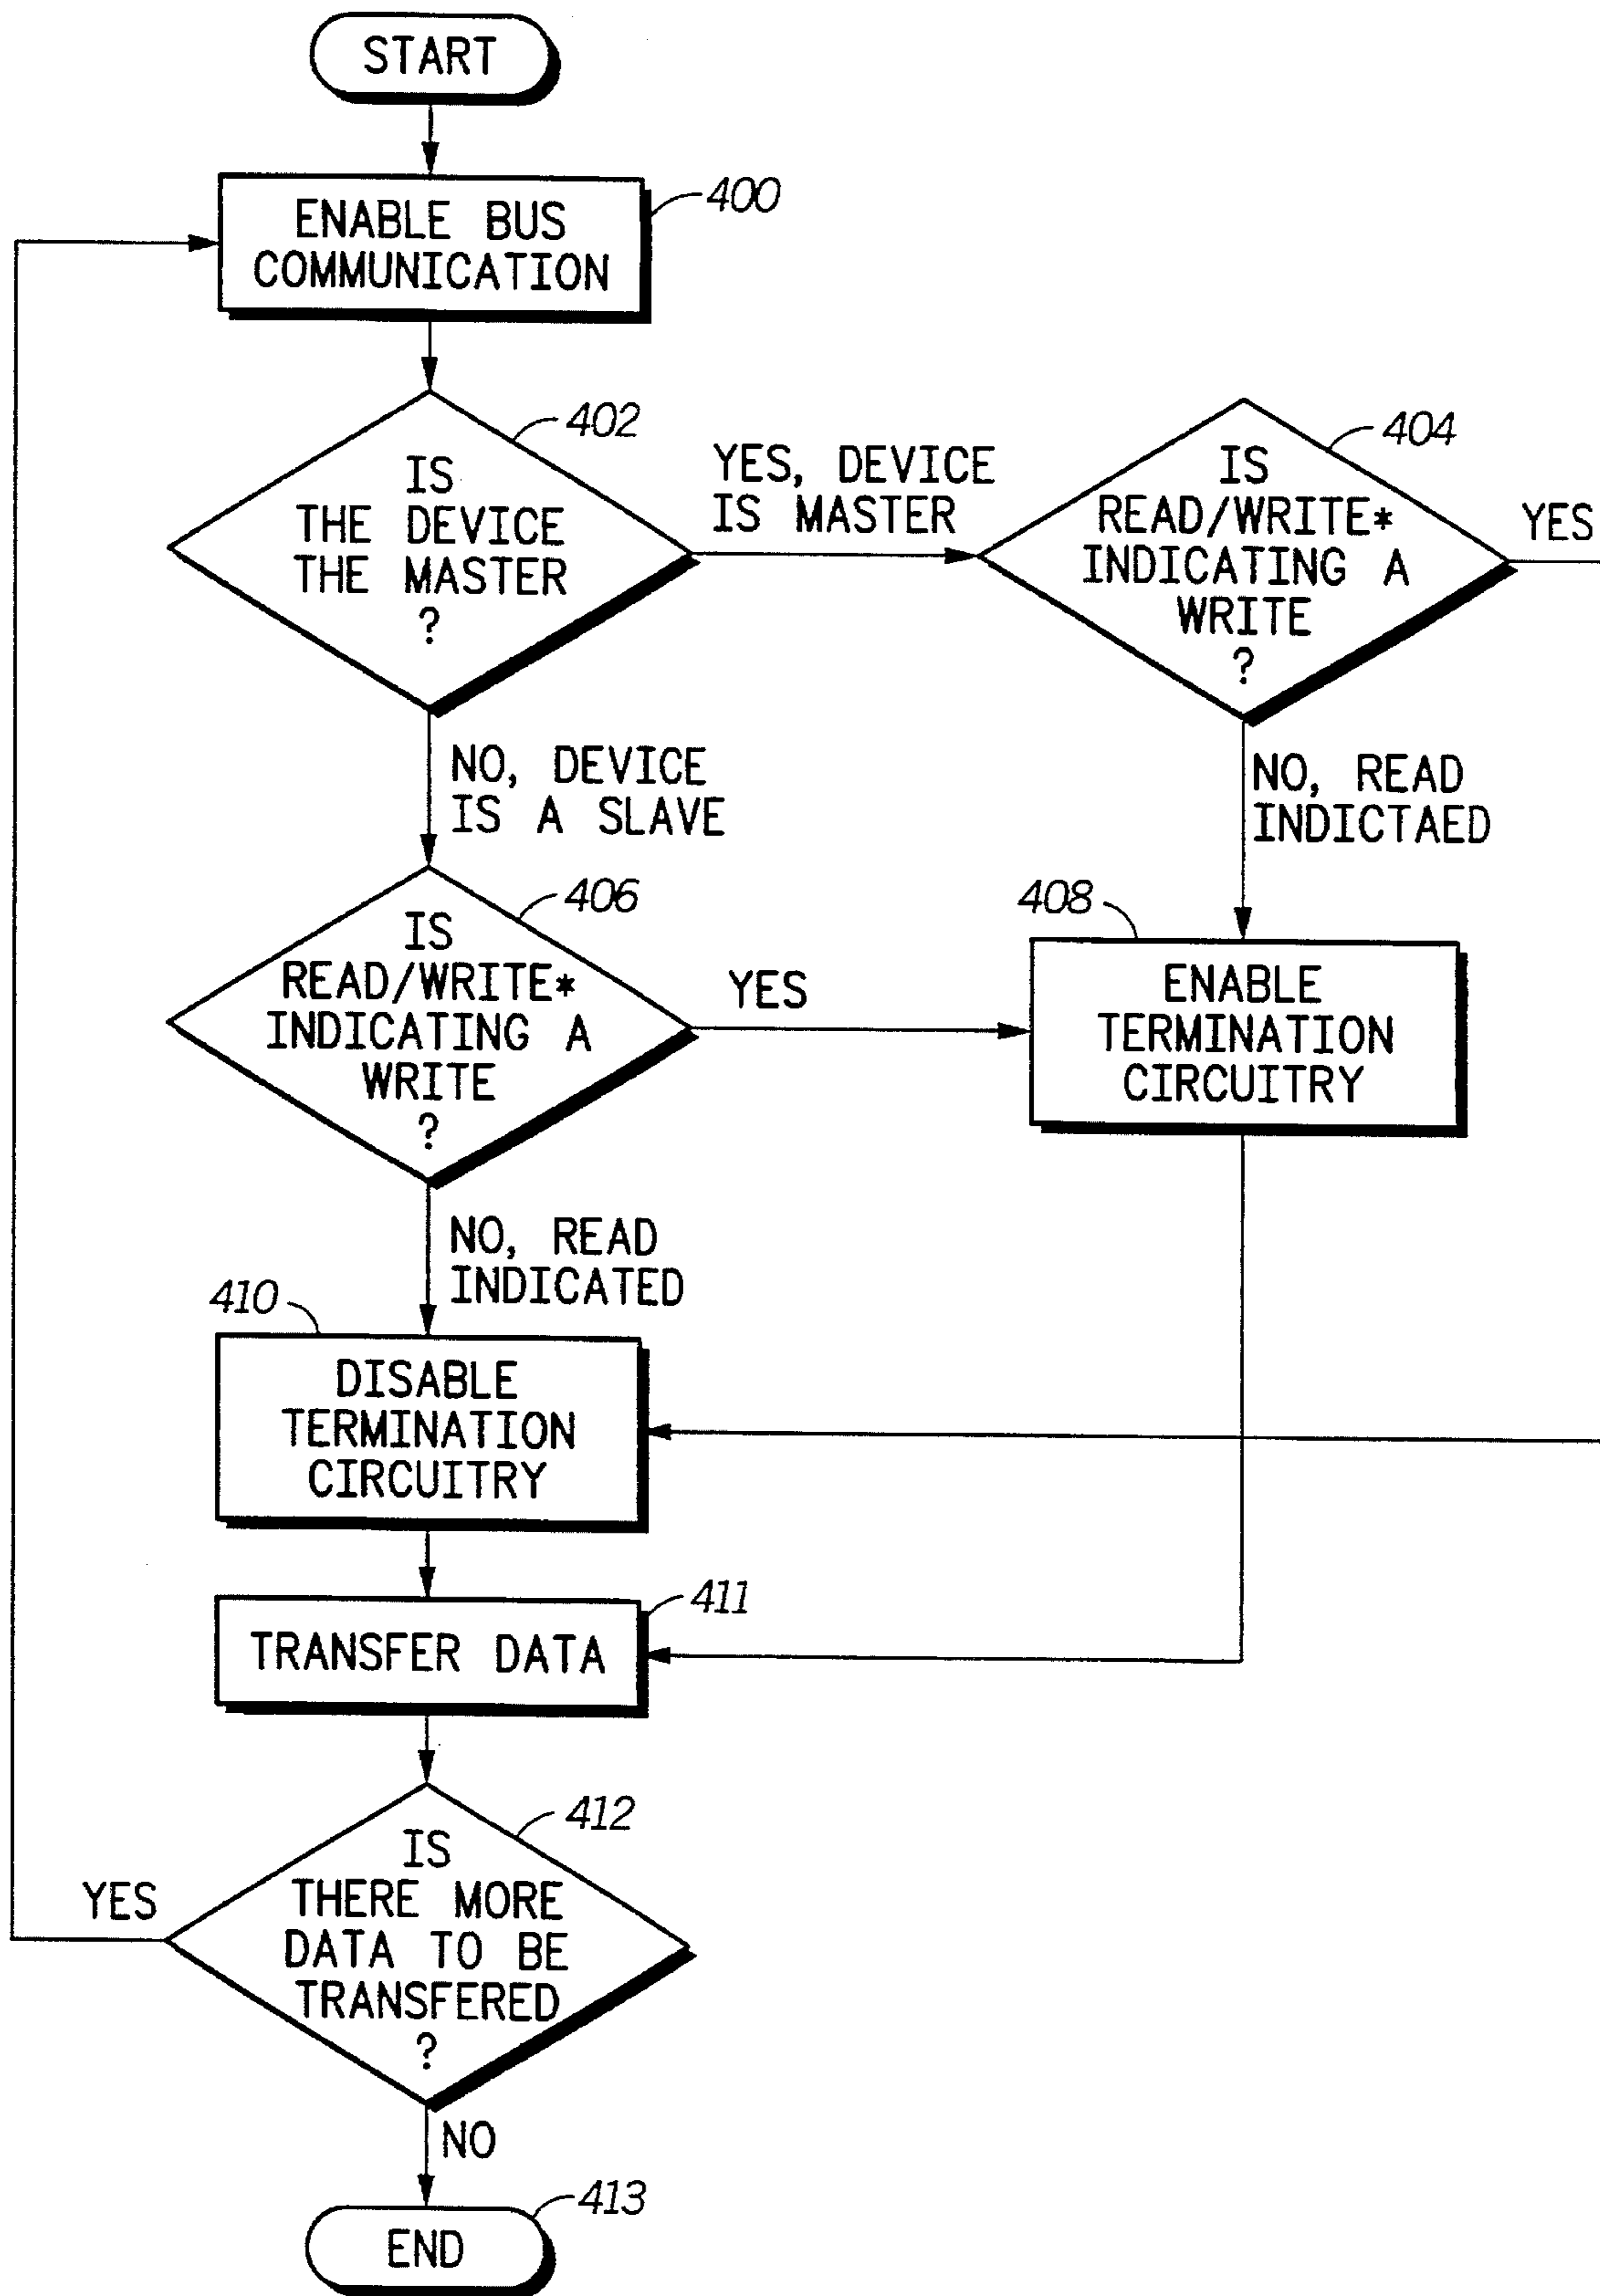 START
400
ENABLE BUS
COMMUNICATION
402
IS
THE DEVICE
THE MASTER
?
YES, DEVICE
IS MASTER
404
IS
READ/WRITE*
INDICATING A
WRITE
?
YES
NO, DEVICE
IS A SLAVE
NO, READ
INDICTAED
406
IS
READ/WRITE*
INDICATING A
WRITE
?
YES
408
ENABLE
TERMINATION
CIRCUITRY
NO, READ
INDICATED
410
DISABLE
TERMINATION
CIRCUITRY
411
TRANSFER DATA
412
IS
THERE MORE
DATA TO BE
TRANSFERED
?
YES
NO
413
END